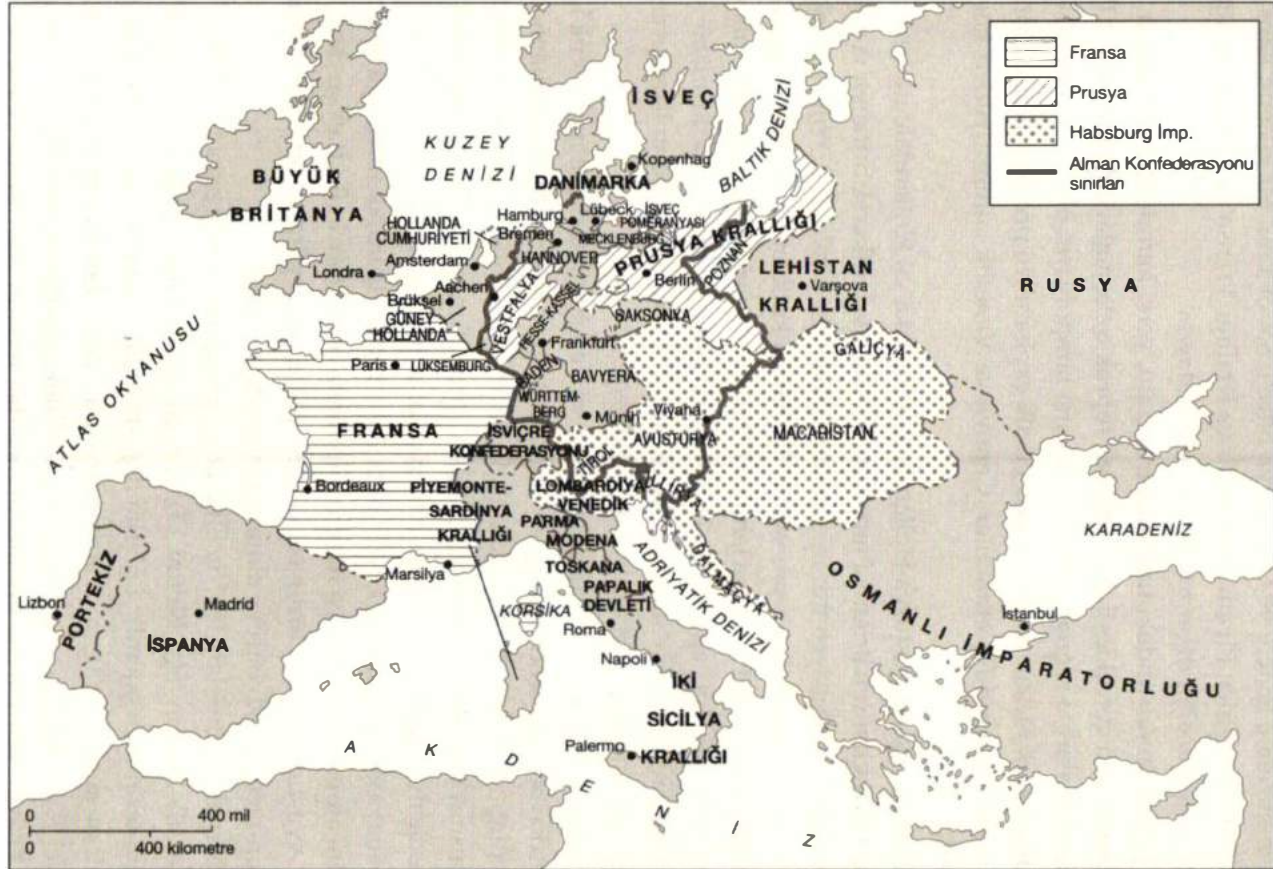 Fransa
Prusya
Habsburg İmp.
Alman Konfederasyonu
sınırları
İSVEÇ
KUZEY
DENİZİ
BALTIK DENİZİ
Kopenhag
DANİMARKA
BÜYÜK
BRİTANYA
HOLLANDA
CUMHURİYETİ
Hamburg
Lübeck
İSVEÇ
POMERANYASI
Bremen
MECKLENBURG
HANNOVER
PRUSYA KRALLIĞI
POZNAN
Amsterdam
Londra
Berlin
LEHİSTAN
KRALLIĞI
Varşova
RUSYA
Aachen
Brüksel
GÜNEY
HOLLANDA
VESTFALYA
HESSE-KASSEL
SAKSONYA
Frankfurt
GALİÇYA
Paris
LÜKSEMBURG
BADEN
BAVYERA
WÜRTTEM-
BERG
Münih
Viyana
ATLAS OKYANUSU
FRANSA
İSVİÇRE
KONFEDERASYONU
AVUSTURYA
MACARİSTAN
TİROL
Bordeaux
PİYEMONTE-
SARDİNYA
KRALLIĞI
LOMBARDİYA
VENEDİK
PARMA
MODENA
KARADENİZ
Marsilya
TOSKANA
PAPALIK
DEVLETİ
ADRİYATİK DENİZİ
DALMAÇYA
KORSİKA
Roma
OSMANLI İMPARATORLUĞU
İstanbul
Lizbon
PORTEKİZ
Madrid
İSPANYA
Napoli
İKİ
SİCİLYA
KRALLIĞI
Palermo
AKDENİZ
0 400 mil
0 400 kilometre